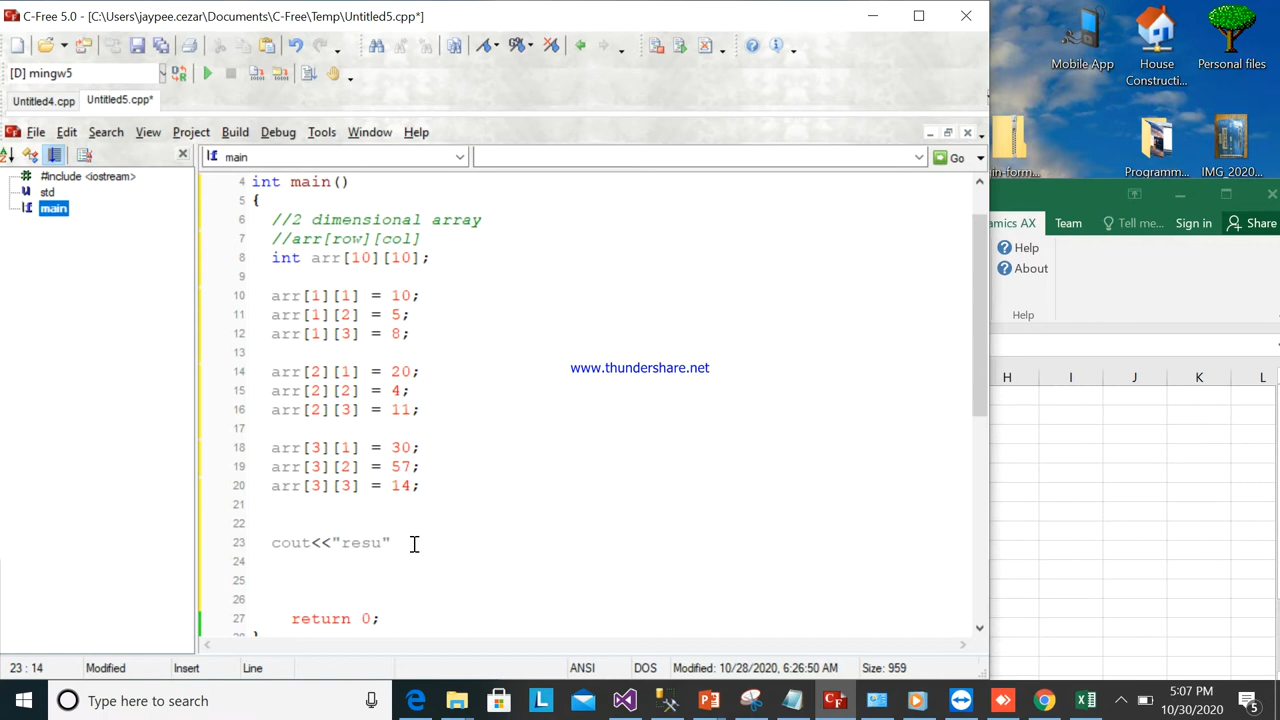 C-Free 5.0 - [C:\Users\jaypee.cezar\Documents\C-Free\Temp\Untitled5.cpp*]
[D] mingw5
Untitled4.cpp
Untitled5.cpp*
File Edit Search View Project Build Debug Tools Window Help
main
Go
#include <iostream>
std
main
4 int main()
5 {
6 //2 dimensional array
7 //arr[row][col]
8 int arr[10][10];
9
10 arr[1][1] = 10;
11 arr[1][2] = 5;
12 arr[1][3] = 8;
13
14 arr[2][1] = 20;
15 arr[2][2] = 4;
16 arr[2][3] = 11;
17
18 arr[3][1] = 30;
19 arr[3][2] = 57;
20 arr[3][3] = 14;
21
22
23 cout<<"resu"
24
25
26
27 return 0;
}
www.thundershare.net
23 : 14 Modified Insert Line ANSI DOS Modified: 10/28/2020, 6:26:50 AM Size: 959
Mobile App
House
Constructi...
Personal files
in-form...
Programm...
IMG_2020...
amics AX Team Tell me... Sign in Share
Help
About
Help
H I J K L
Type here to search
5:07 PM
10/30/2020
5